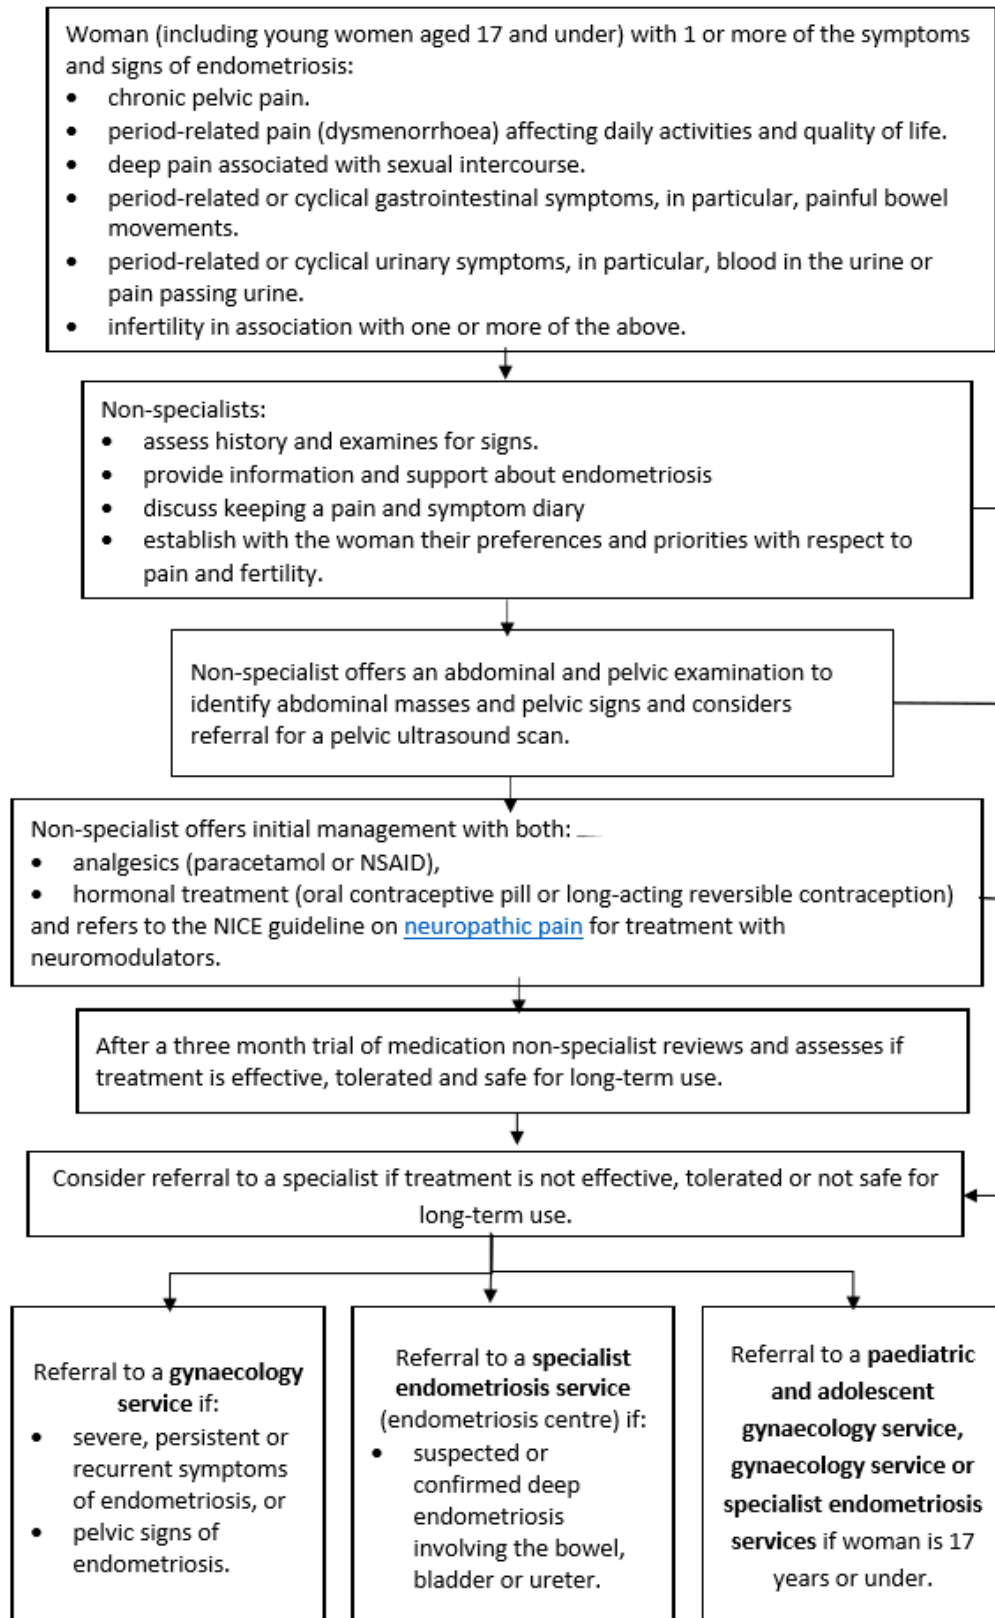 Woman (including young women aged 17 and under) with 1 or more of the symptoms
and signs of endometriosis:
• chronic pelvic pain.
• period-related pain (dysmenorrhoea) affecting daily activities and quality of life.
• deep pain associated with sexual intercourse.
• period-related or cyclical gastrointestinal symptoms, in particular, painful bowel
movements.
• period-related or cyclical urinary symptoms, in particular, blood in the urine or
pain passing urine.
• infertility in association with one or more of the above.
Non-specialists:
• assess history and examines for signs.
• provide information and support about endometriosis
• discuss keeping a pain and symptom diary
• establish with the woman their preferences and priorities with respect to
pain and fertility.
Non-specialist offers an abdominal and pelvic examination to
identify abdominal masses and pelvic signs and considers
referral for a pelvic ultrasound scan.
Non-specialist offers initial management with both:
• analgesics (paracetamol or NSAID),
• hormonal treatment (oral contraceptive pill or long-acting reversible contraception)
and refers to the NICE guideline on neuropathic pain for treatment with
neuromodulators.
After a three month trial of medication non-specialist reviews and assesses if
treatment is effective, tolerated and safe for long-term use.
Consider referral to a specialist if treatment is not effective, tolerated or not safe for
long-term use.
Referral to a gynaecology
service if:
• severe, persistent or
recurrent symptoms
of endometriosis, or
• pelvic signs of
endometriosis.
Referral to a specialist
endometriosis service
(endometriosis centre) if:
• suspected or
confirmed deep
endometriosis
involving the bowel,
bladder or ureter.
Referral to a paediatric
and adolescent
gynaecology service,
gynaecology service or
specialist endometriosis
services if woman is 17
years or under.